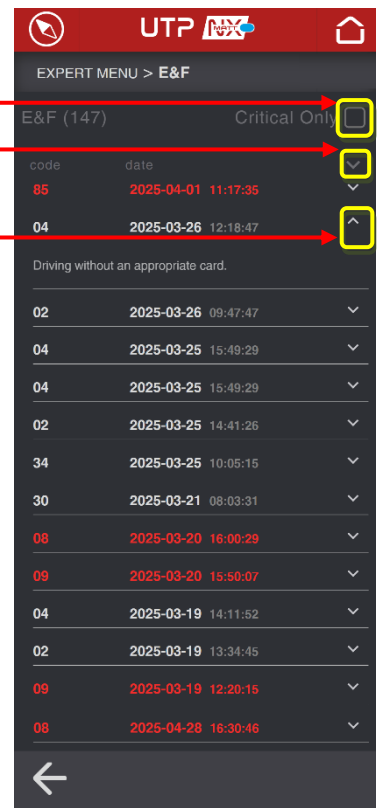 UTP NX MATT
EXPERT MENU > E&F
E&F (147) Critical Only
code date
85 2025-04-01 11:17:35
04 2025-03-26 12:18:47
Driving without an appropriate card.
02 2025-03-26 09:47:47
04 2025-03-25 15:49:29
04 2025-03-25 15:49:29
02 2025-03-25 14:41:26
34 2025-03-25 10:05:15
30 2025-03-21 08:03:31
08 2025-03-20 16:00:29
09 2025-03-20 15:50:07
04 2025-03-19 14:11:52
02 2025-03-19 13:34:45
09 2025-03-19 12:20:15
08 2025-04-28 16:30:46